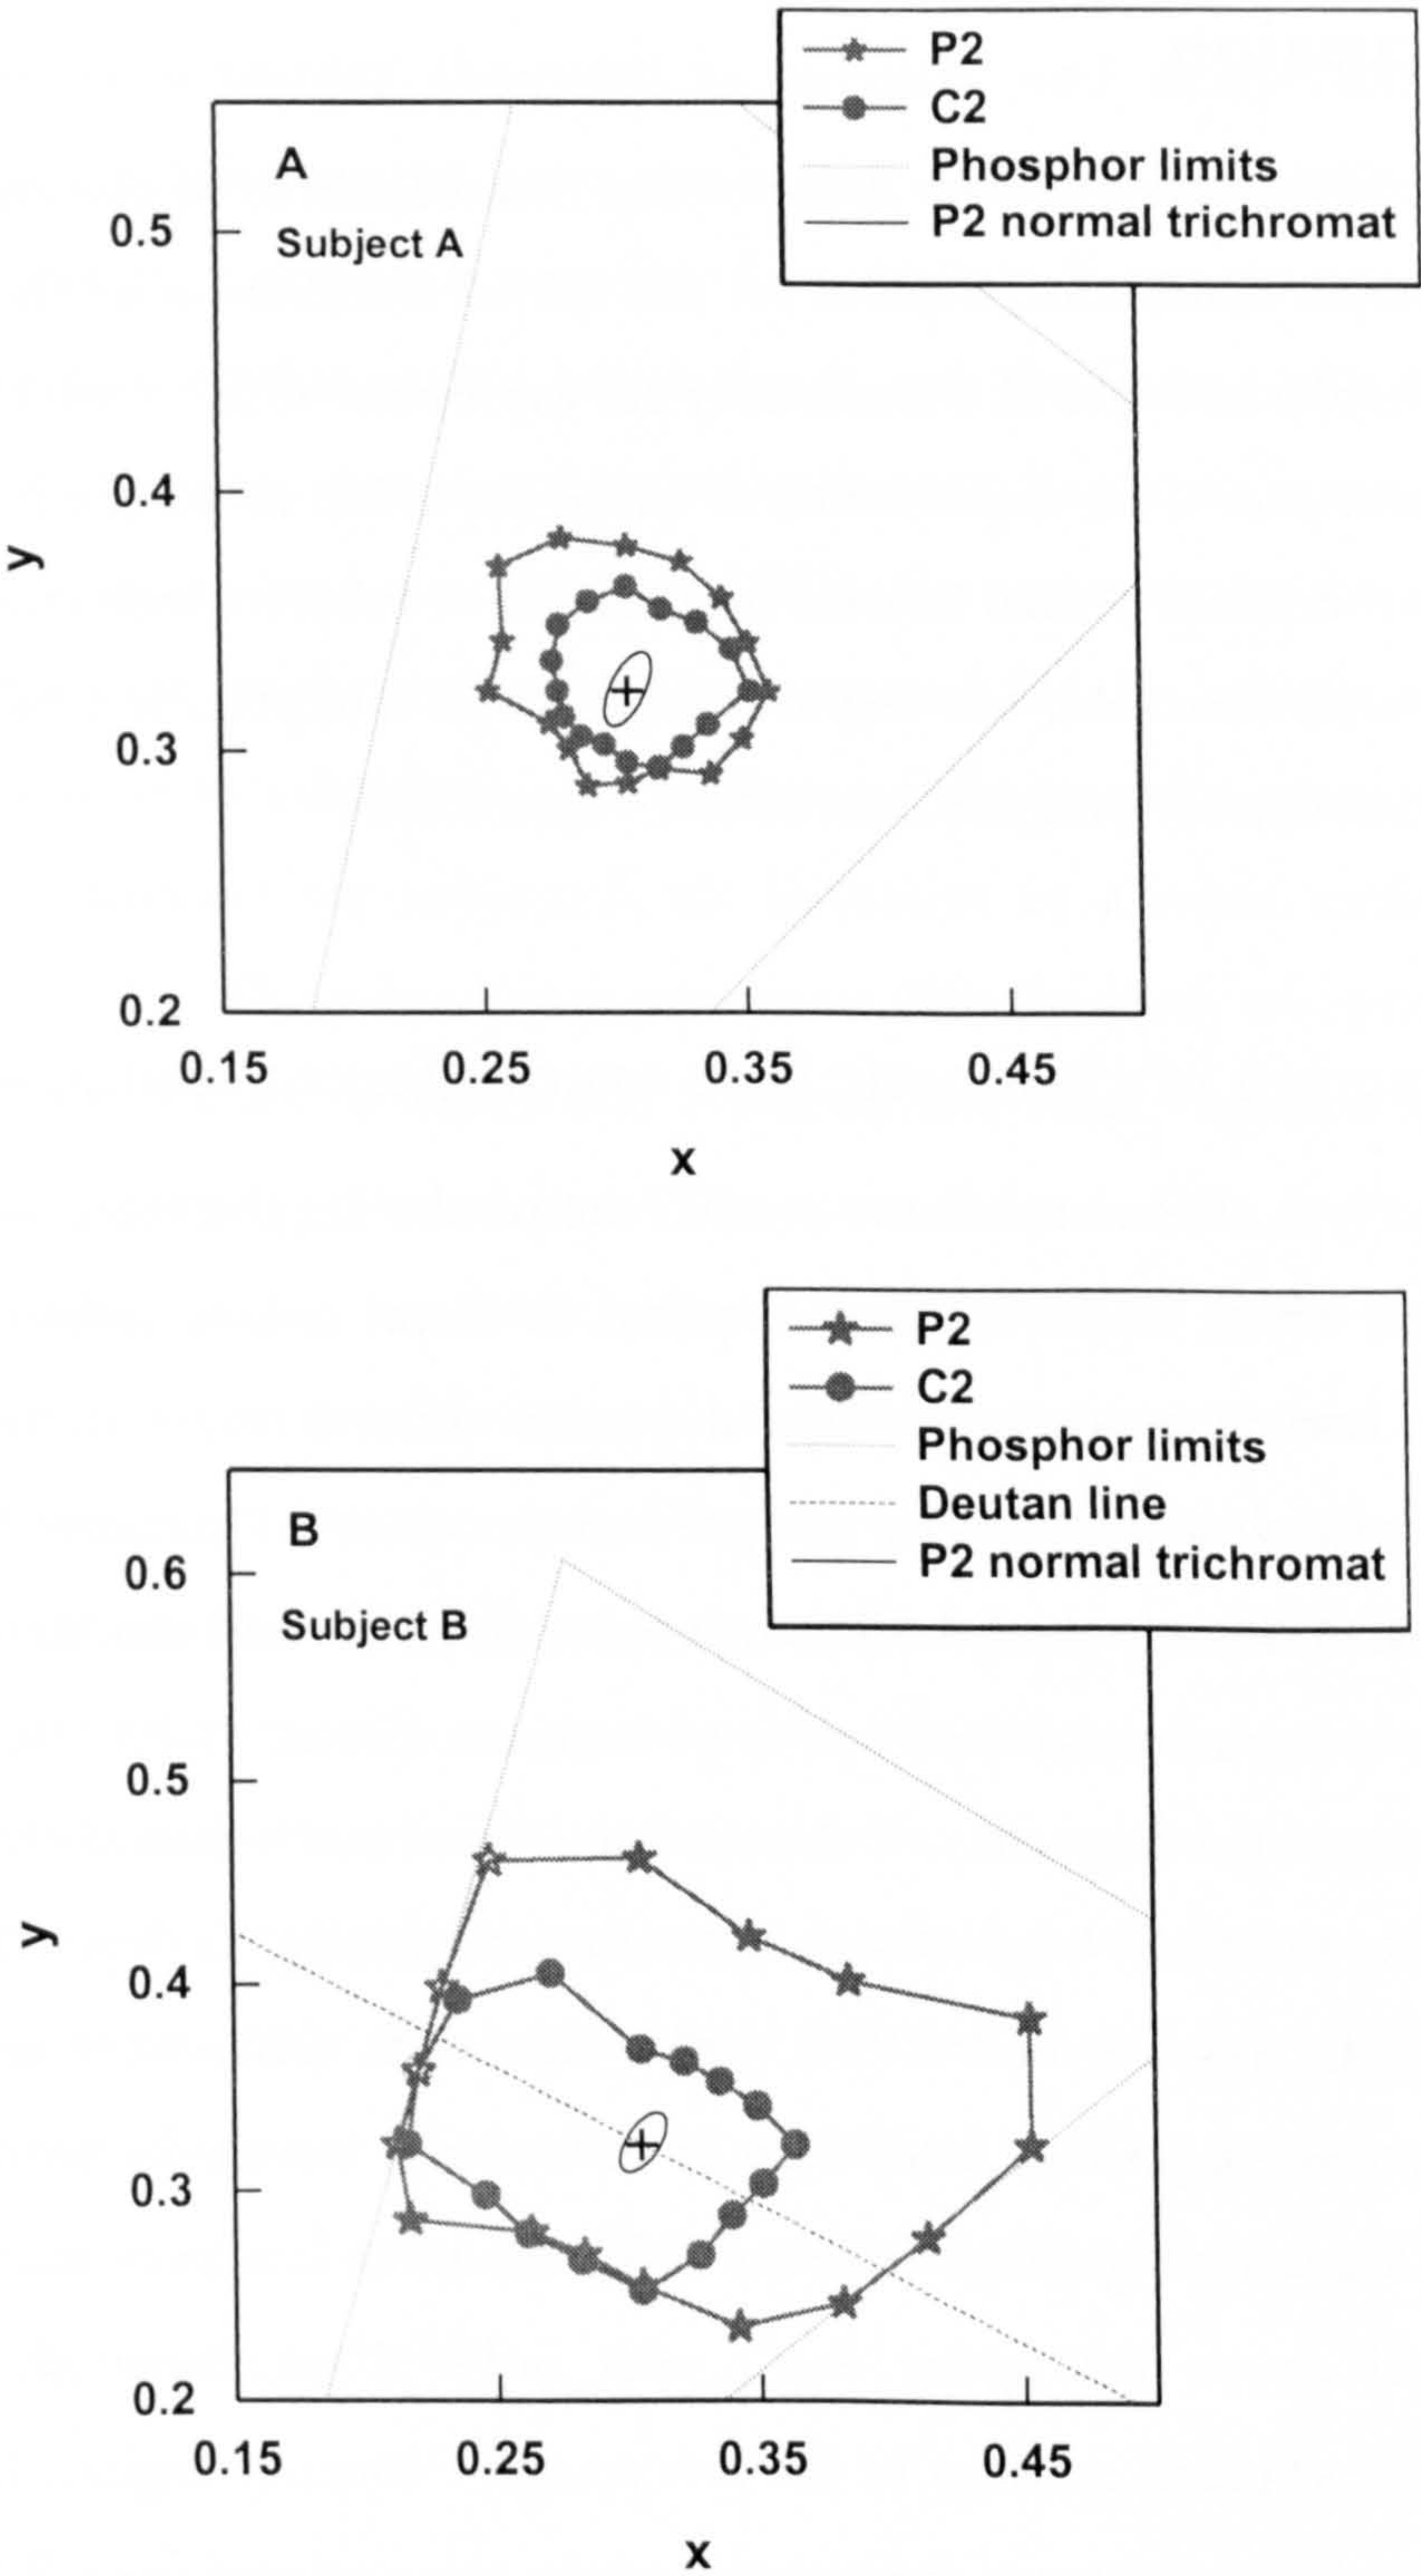 P2
C2
Phosphor limits
P2 normal trichromat
A
Subject A
0.5
0.4
0.3
0.2
y
0.15 0.25 0.35 0.45
x
P2
C2
Phosphor limits
Deutan line
P2 normal trichromat
B
Subject B
0.6
0.5
0.4
0.3
0.2
y
0.15 0.25 0.35 0.45
x